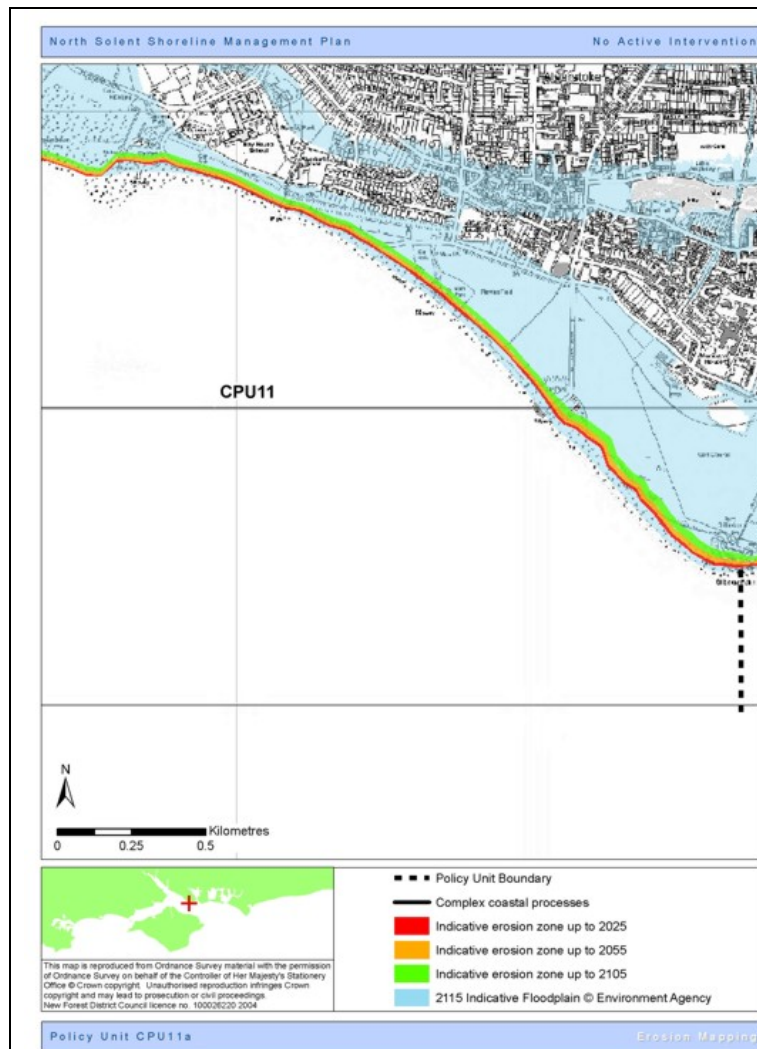 North Solent Shoreline Management Plan
No Active Intervention
Bay House
School
CPU11
N
Kilometres
0 0.25 0.5
Policy Unit Boundary
Complex coastal processes
Indicative erosion zone up to 2025
Indicative erosion zone up to 2055
Indicative erosion zone up to 2105
2115 Indicative Floodplain © Environment Agency
This map is reproduced from Ordnance Survey material with the permission
of Ordnance Survey on behalf of the Controller of Her Majesty's Stationery
Office © Crown copyright. Unauthorised reproduction infringes Crown
copyright and may lead to prosecution or civil proceedings.
New Forest District Council licence no. 100026220 2004
Policy Unit CPU11a
Erosion Mapping